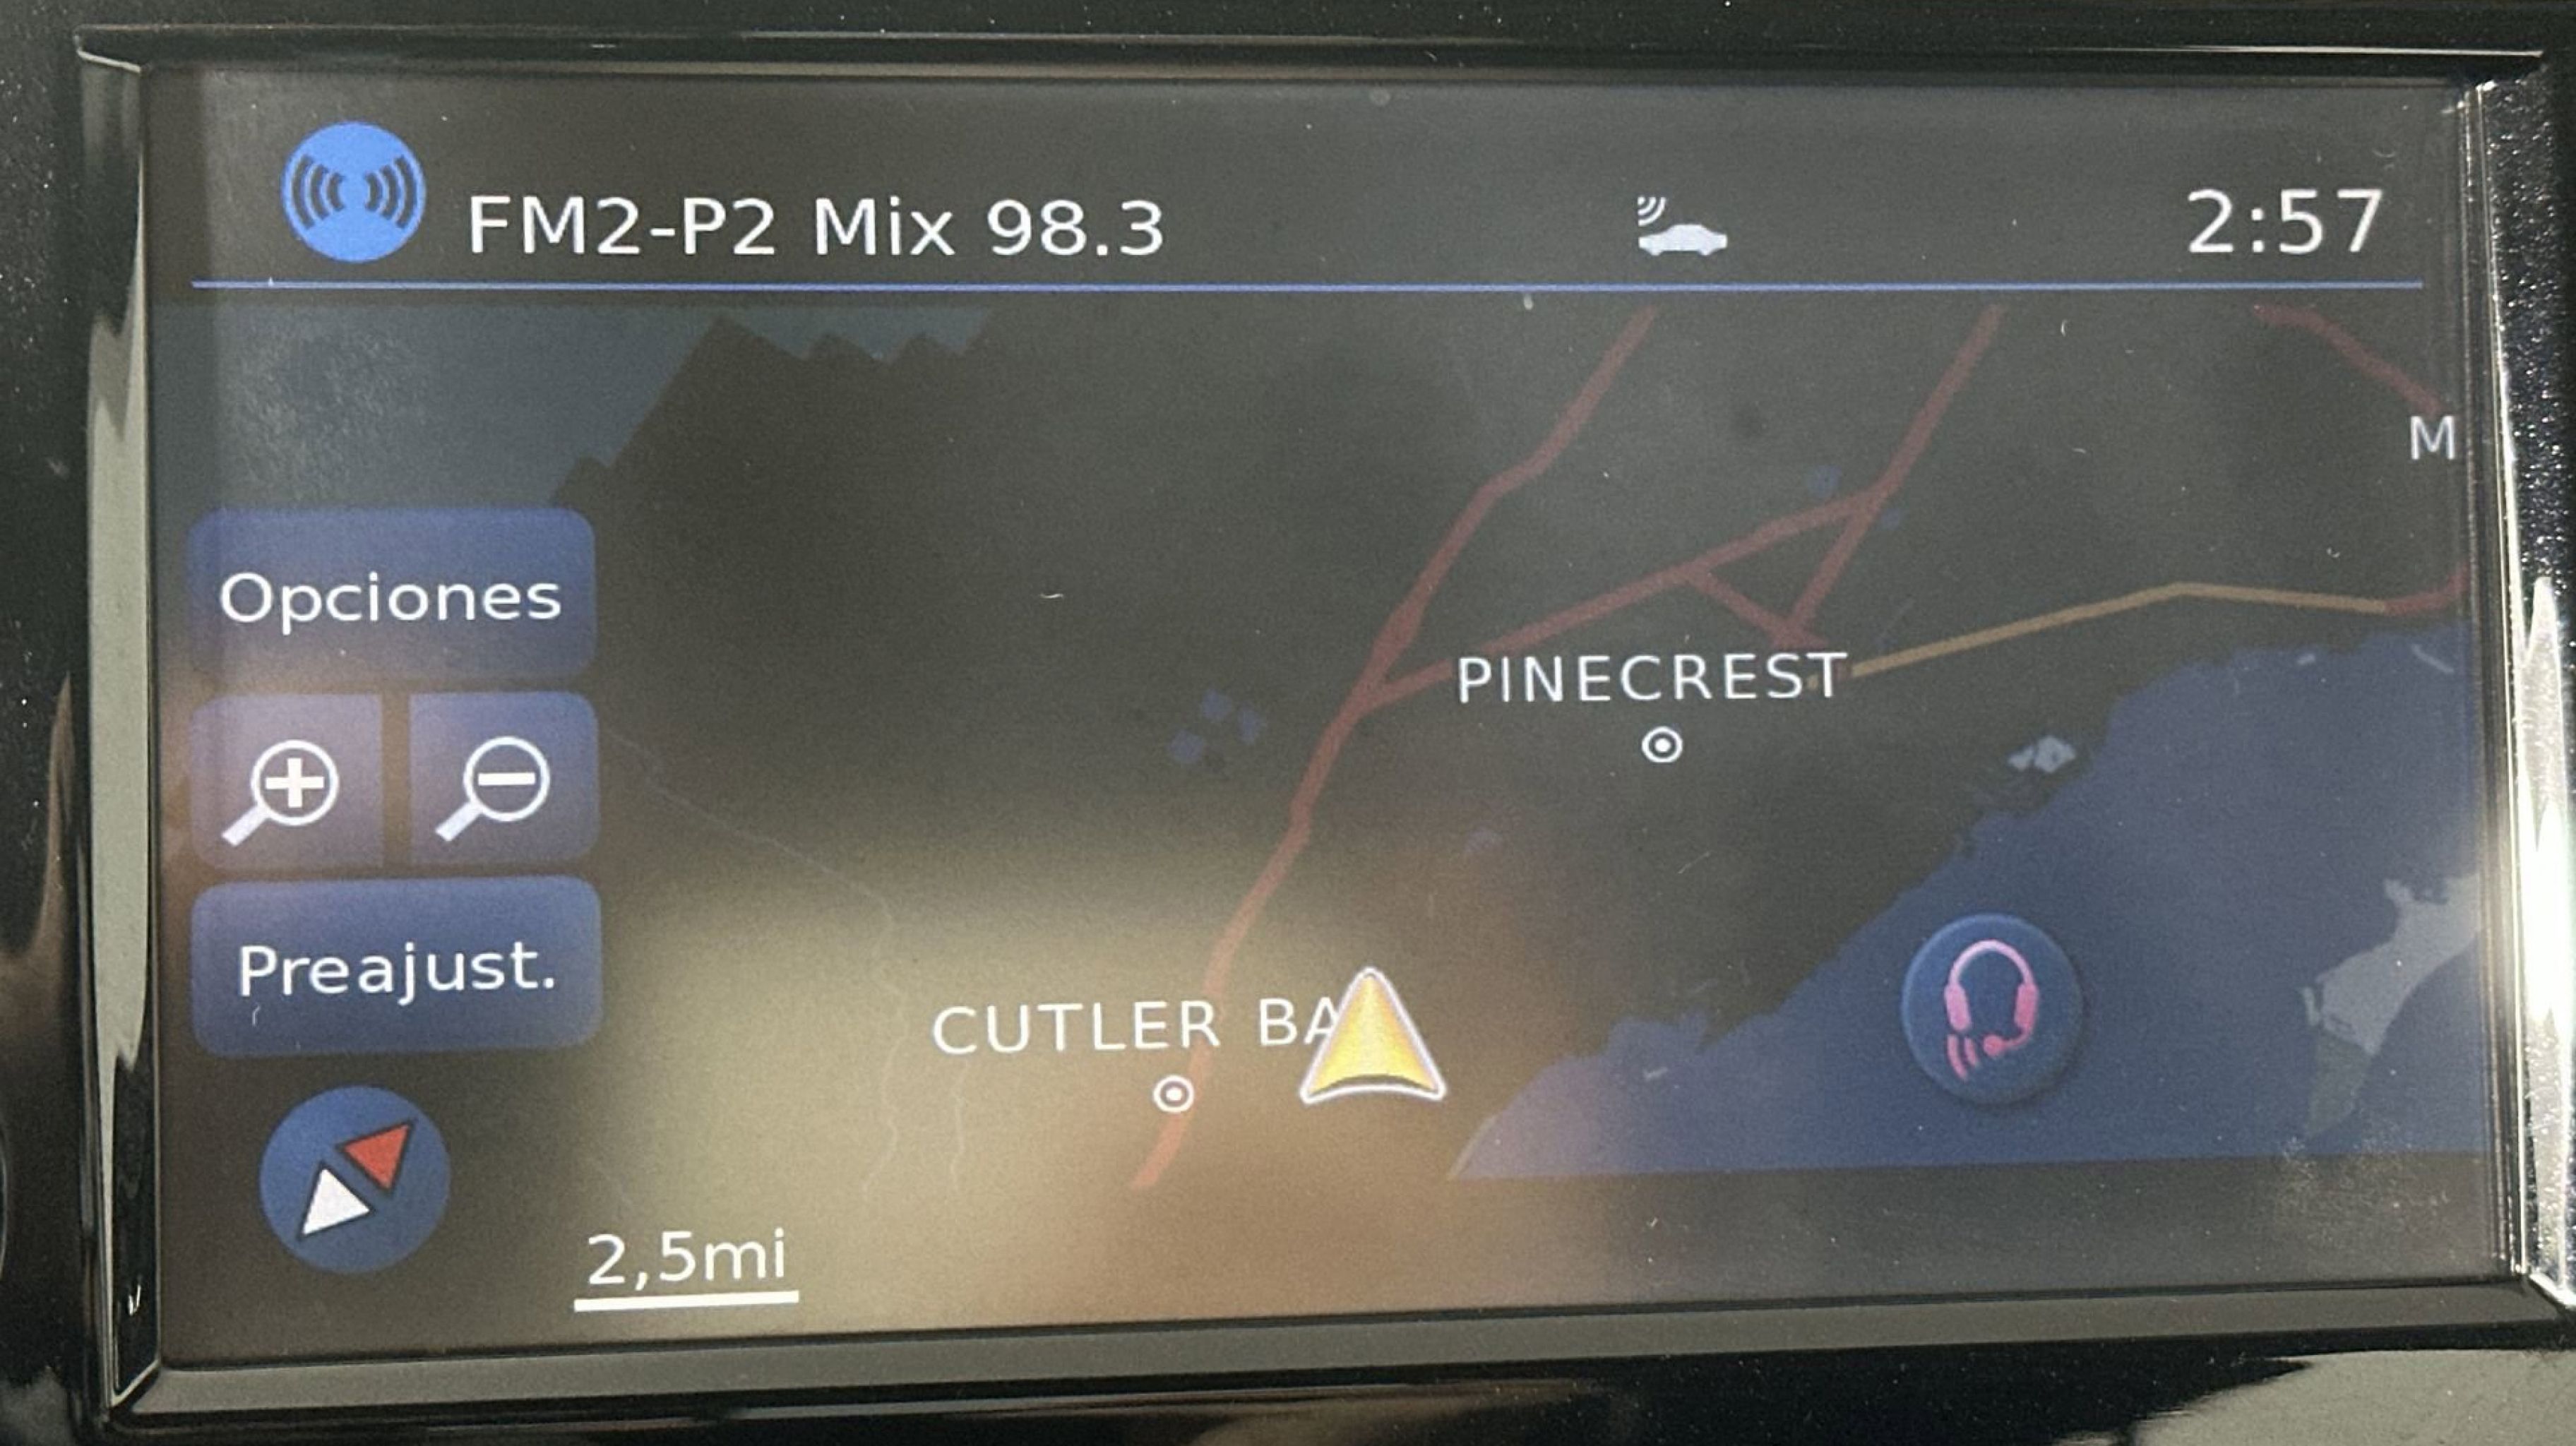 FM2-P2 Mix 98.3
2:57
M
Opciones
PINECREST
Preajust.
CUTLER BA
2,5mi